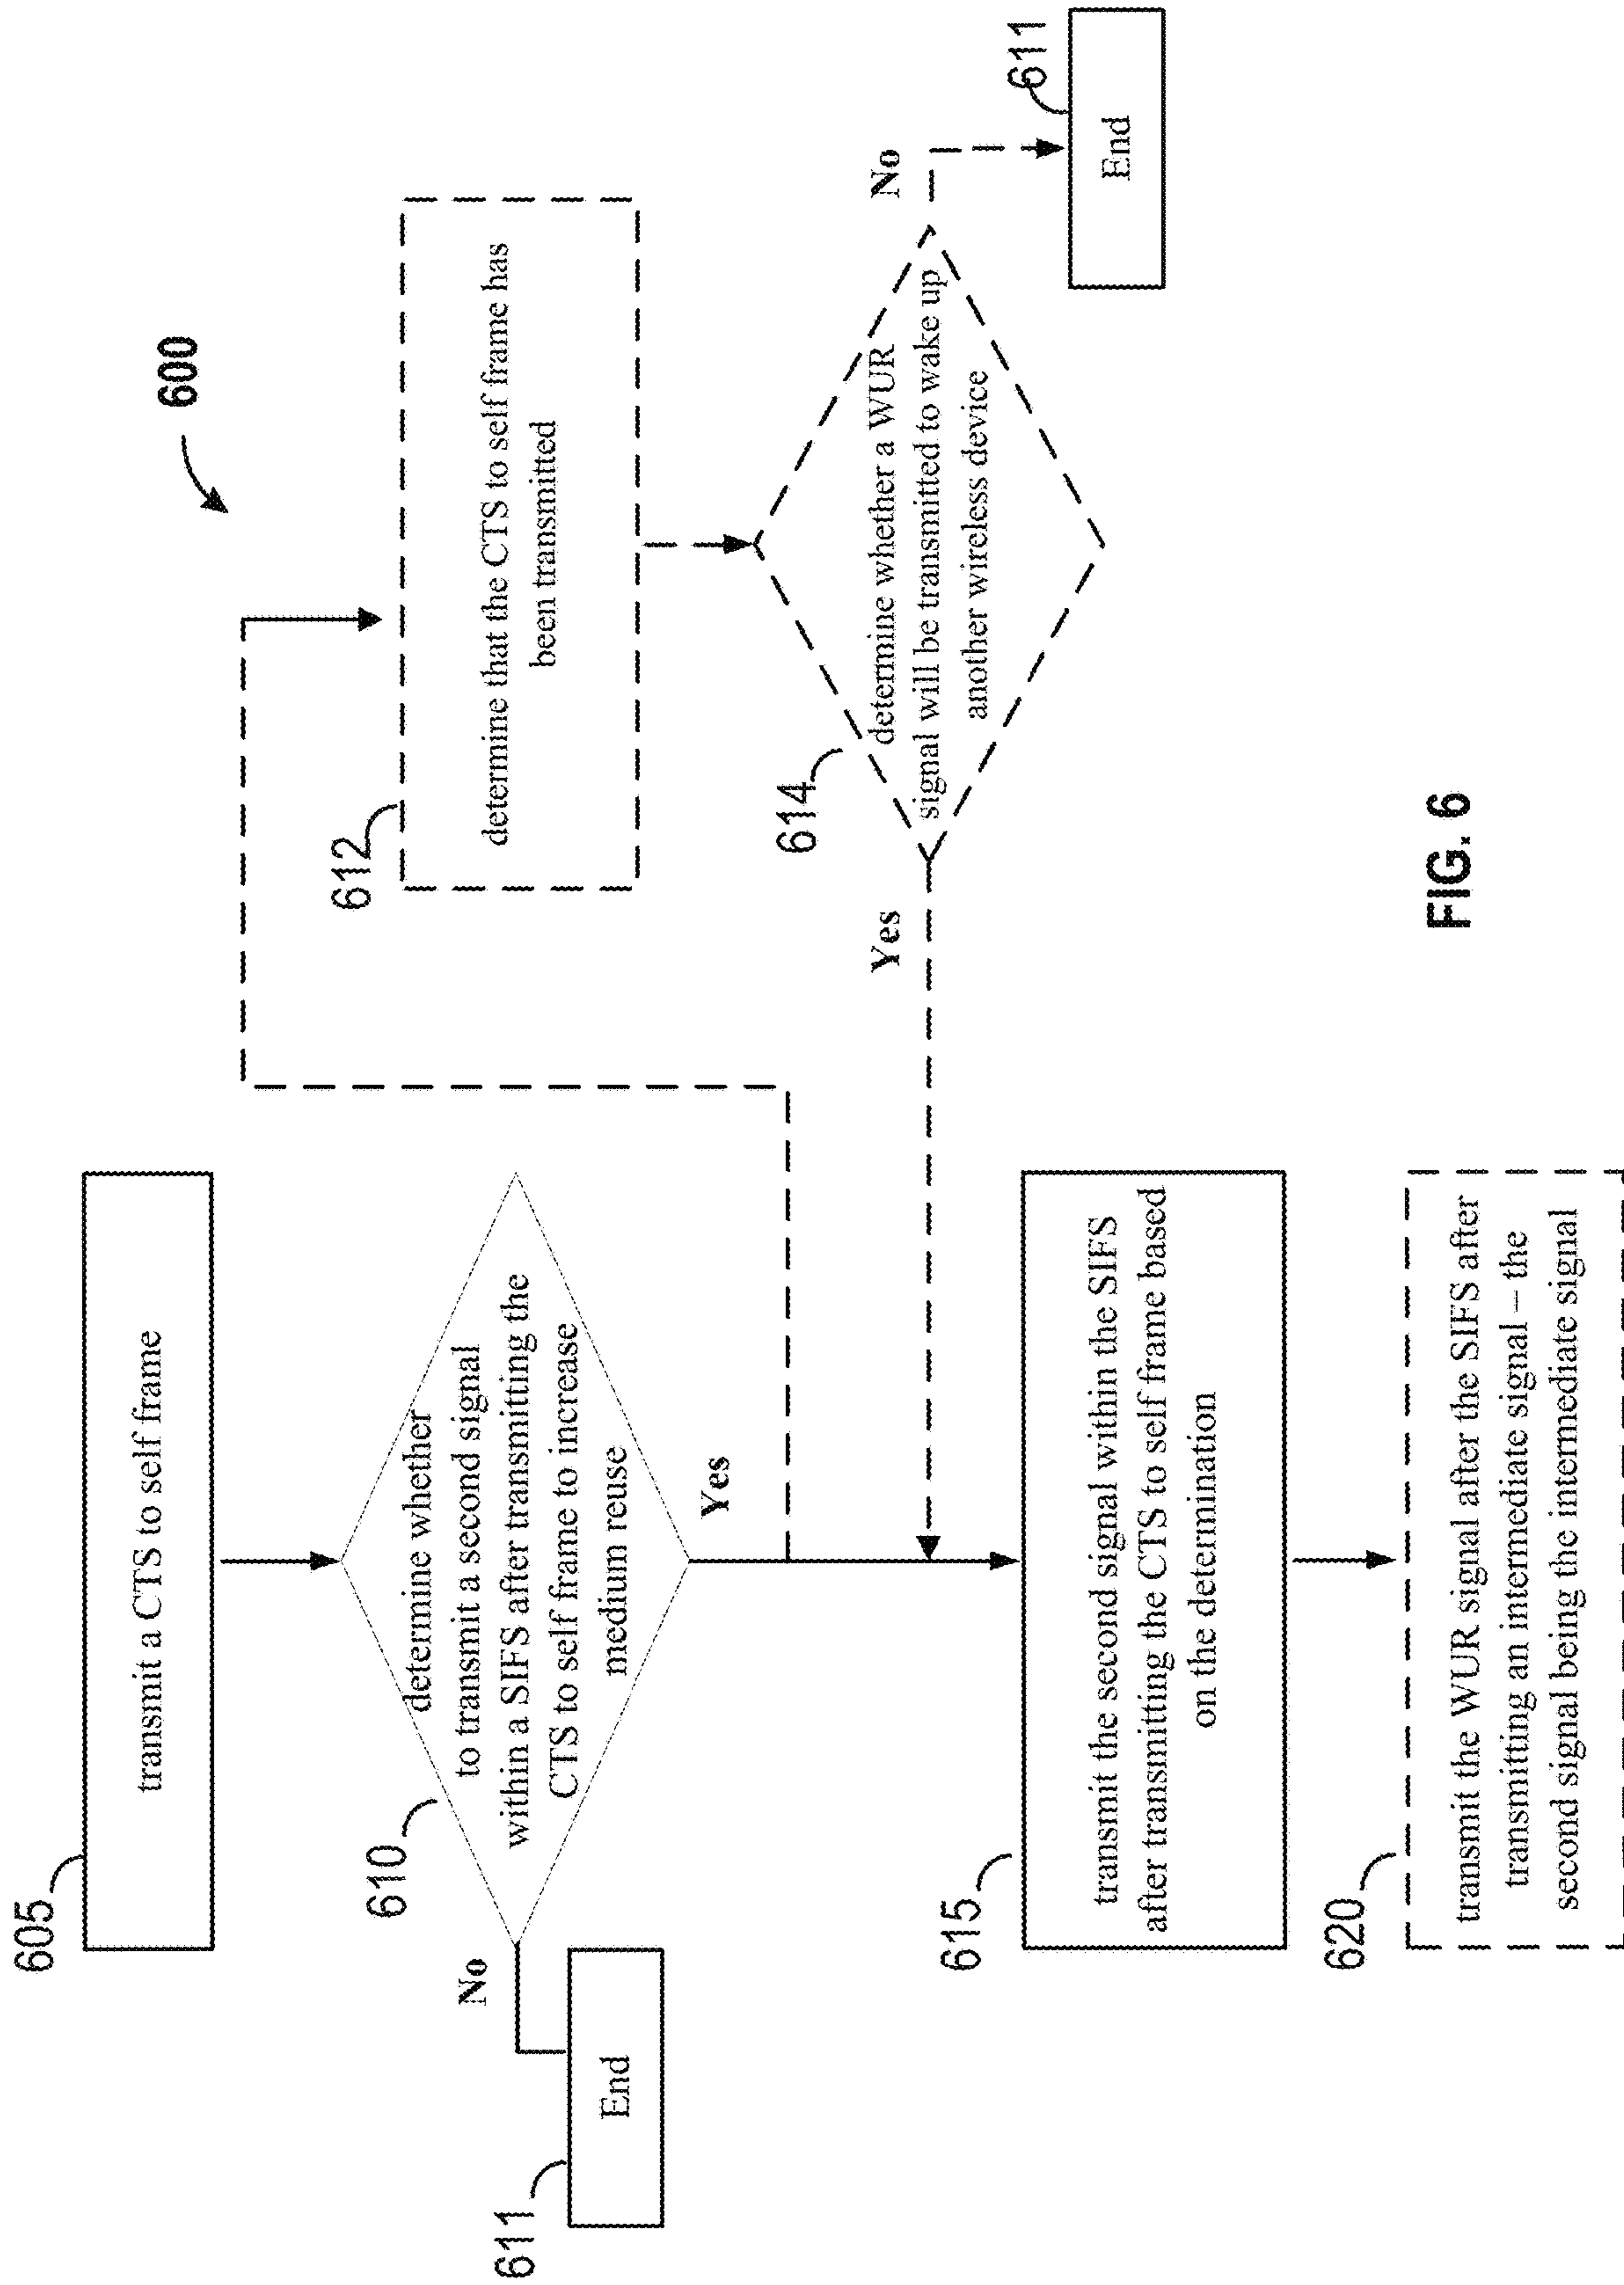 600
605
transmit a CTS to self frame
610
determine whether
to transmit a second signal
within a SIFS after transmitting the
CTS to self frame to increase
medium reuse
No
611
End
Yes
612
determine that the CTS to self frame has
been transmitted
614
determine whether a WUR
signal will be transmitted to wake up
another wireless device
No
611
End
Yes
615
transmit the second signal within the SIFS
after transmitting the CTS to self frame based
on the determination
620
transmit the WUR signal after the SIFS after
transmitting an intermediate signal – the
second signal being the intermediate signal
FIG. 6